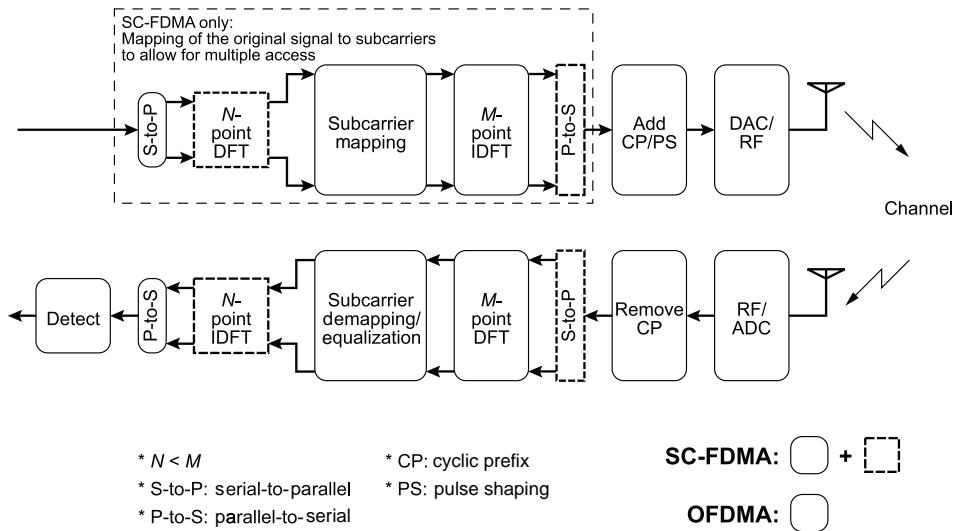 SC-FDMA only:
Mapping of the original signal to subcarriers
to allow for multiple access
S-to-P
N-
point
DFT
Subcarrier
mapping
M-
point
IDFT
P-to-S
Add
CP/PS
DAC/
RF
Channel
Detect
P-to-S
N-
point
IDFT
Subcarrier
demapping/
equalization
M-
point
DFT
S-to-P
Remove
CP
RF/
ADC
* N < M
* S-to-P: serial-to-parallel
* P-to-S: parallel-to-serial
* CP: cyclic prefix
* PS: pulse shaping
SC-FDMA: +
OFDMA: